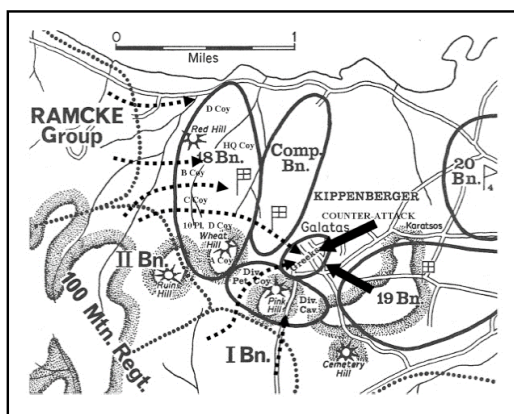 0 1
Miles
RAMCKE
Group
D Coy
Red Hill
HQ Coy
18 Bn.
B Coy
C Coy
10 Pl. D Coy
Wheat
Hill
A Coy
Comp.
Bn.
20
Bn.
4
KIPPENBERGER
COUNTER-ATTACK
Galatas
Karatsos
Greeks
II Bn.
Ruin
Hill
100 Mtn. Regt.
Div.
Pet. Coy
Pink
Hill
Div.
Cav.
19 Bn.
I Bn.
Cemetery
Hill